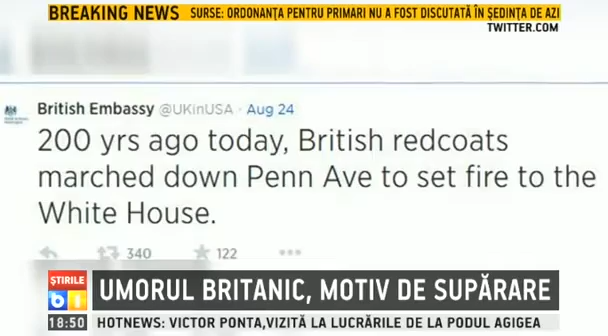 BREAKING NEWS SURSE: ORDONANȚA PENTRU PRIMARI NU A FOST DISCUTATĂ ÎN ȘEDINȚA DE AZI
TWITTER.COM
British Embassy @UKinUSA · Aug 24
200 yrs ago today, British redcoats
marched down Penn Ave to set fire to the
White House.
340 122
ȘTIRILE
b1
UMORUL BRITANIC, MOTIV DE SUPĂRARE
18:50 HOTNEWS: VICTOR PONTA,VIZITĂ LA LUCRĂRILE DE LA PODUL AGIGEA